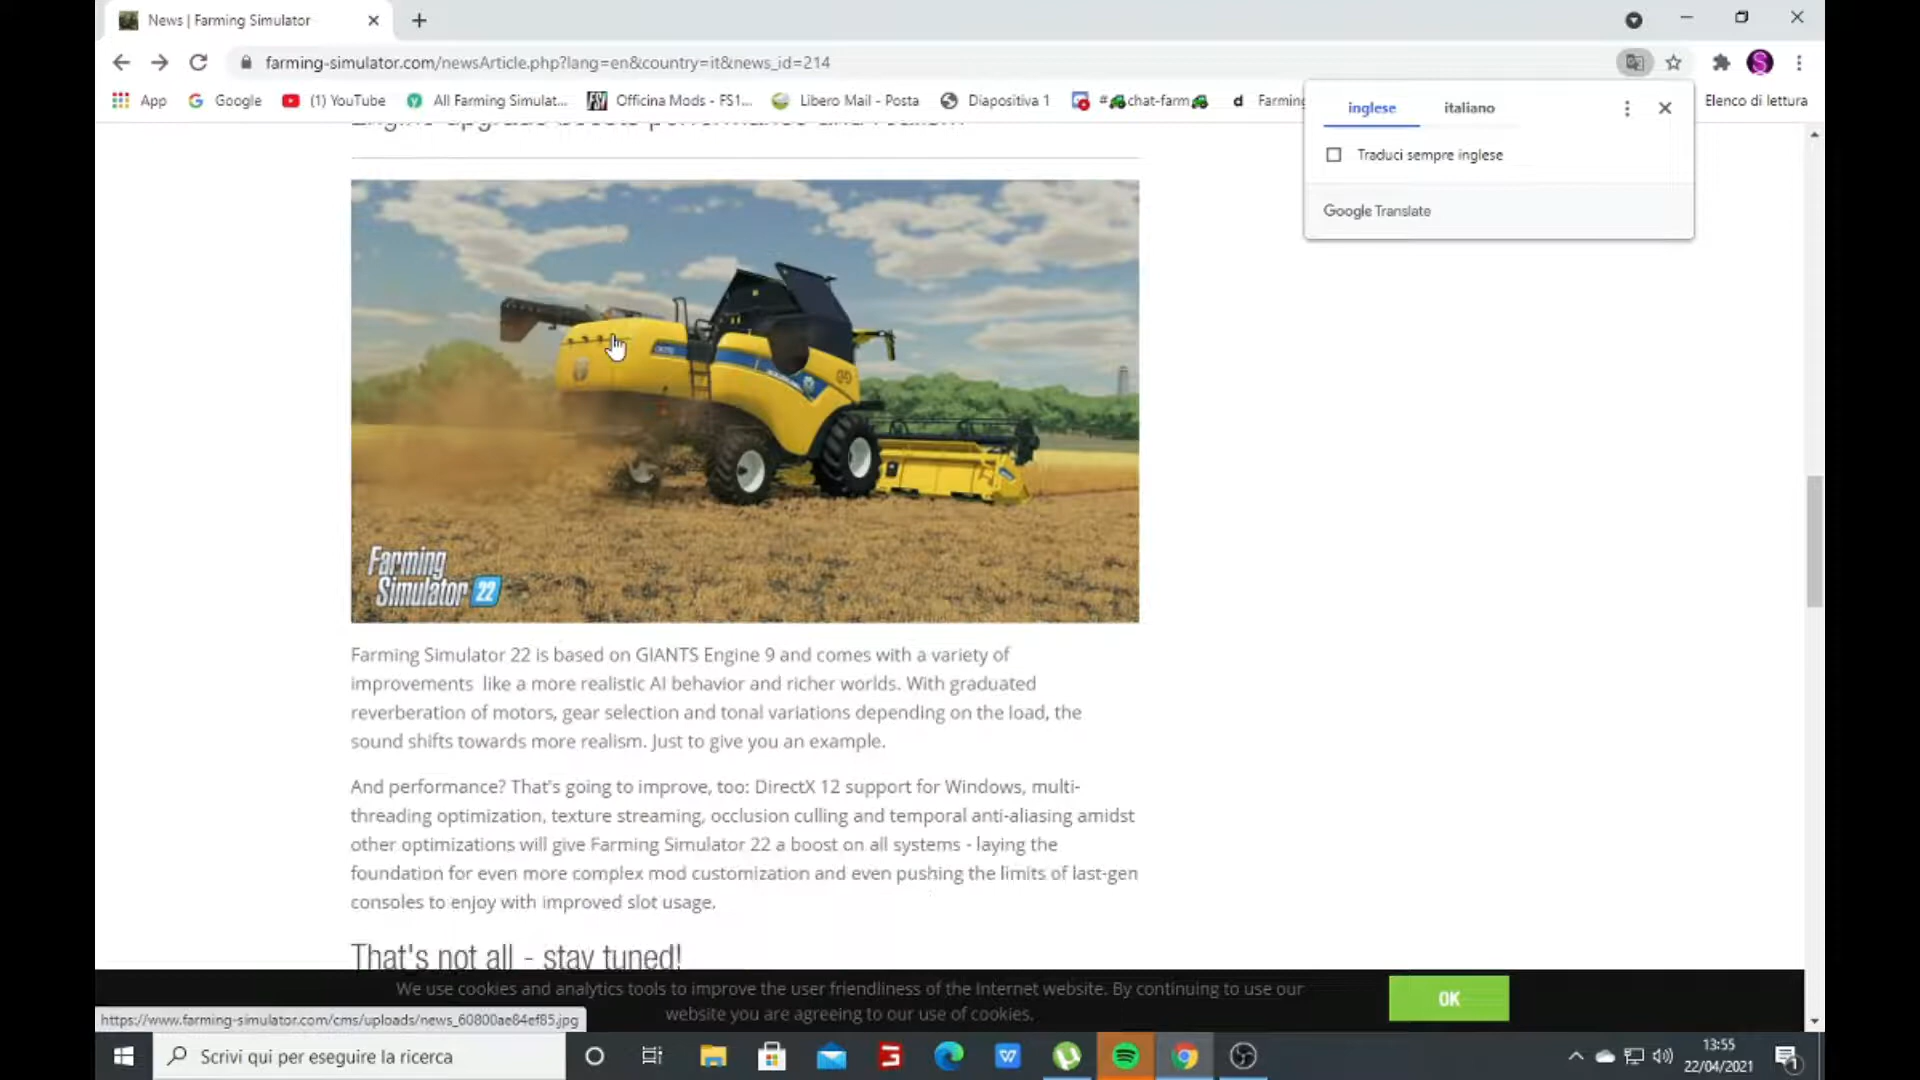 News | Farming Simulator
farming-simulator.com/newsArticle.php?lang=en&country=it&news_id=214
App
Google
(1) YouTube
All Farming Simulat...
Officina Mods - FS1...
Libero Mail - Posta
Diapositiva 1
#🚜chat-farm🚜
Farming
Elenco di lettura
inglese
italiano
Traduci sempre inglese
Google Translate
Engine upgrade boosts performance and realism
Farming
Simulator 22
Farming Simulator 22 is based on GIANTS Engine 9 and comes with a variety of
improvements like a more realistic AI behavior and richer worlds. With graduated
reverberation of motors, gear selection and tonal variations depending on the load, the
sound shifts towards more realism. Just to give you an example.
And performance? That's going to improve, too: DirectX 12 support for Windows, multi-
threading optimization, texture streaming, occlusion culling and temporal anti-aliasing amidst
other optimizations will give Farming Simulator 22 a boost on all systems - laying the
foundation for even more complex mod customization and even pushing the limits of last-gen
consoles to enjoy with improved slot usage.
That's not all - stay tuned!
We use cookies and analytics tools to improve the user friendliness of the Internet website. By continuing to use our
website you are agreeing to our use of cookies.
OK
https://www.farming-simulator.com/cms/uploads/news_60800ae84ef85.jpg
Scrivi qui per eseguire la ricerca
13:55
22/04/2021
1